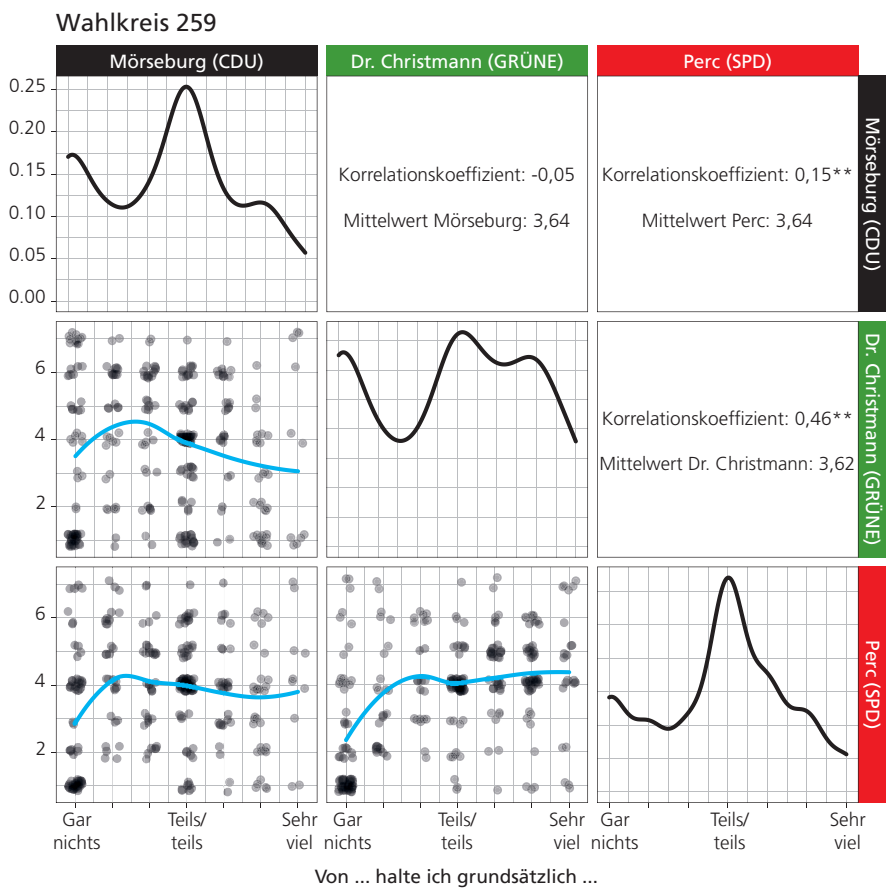 Wahlkreis 259
Mörseburg (CDU)
Dr. Christmann (GRÜNE)
Perc (SPD)
0.25
0.20
0.15
0.10
0.05
0.00
Korrelationskoeffizient: -0,05
Mittelwert Mörseburg: 3,64
Korrelationskoeffizient: 0,15**
Mittelwert Perc: 3,64
Mörseburg (CDU)
6
4
2
Korrelationskoeffizient: 0,46**
Mittelwert Dr. Christmann: 3,62
Dr. Christmann (GRÜNE)
6
4
2
Perc (SPD)
Gar
nichts
Teils/
teils
Sehr
viel
Gar
nichts
Teils/
teils
Sehr
viel
Gar
nichts
Teils/
teils
Sehr
viel
Von ... halte ich grundsätzlich ...